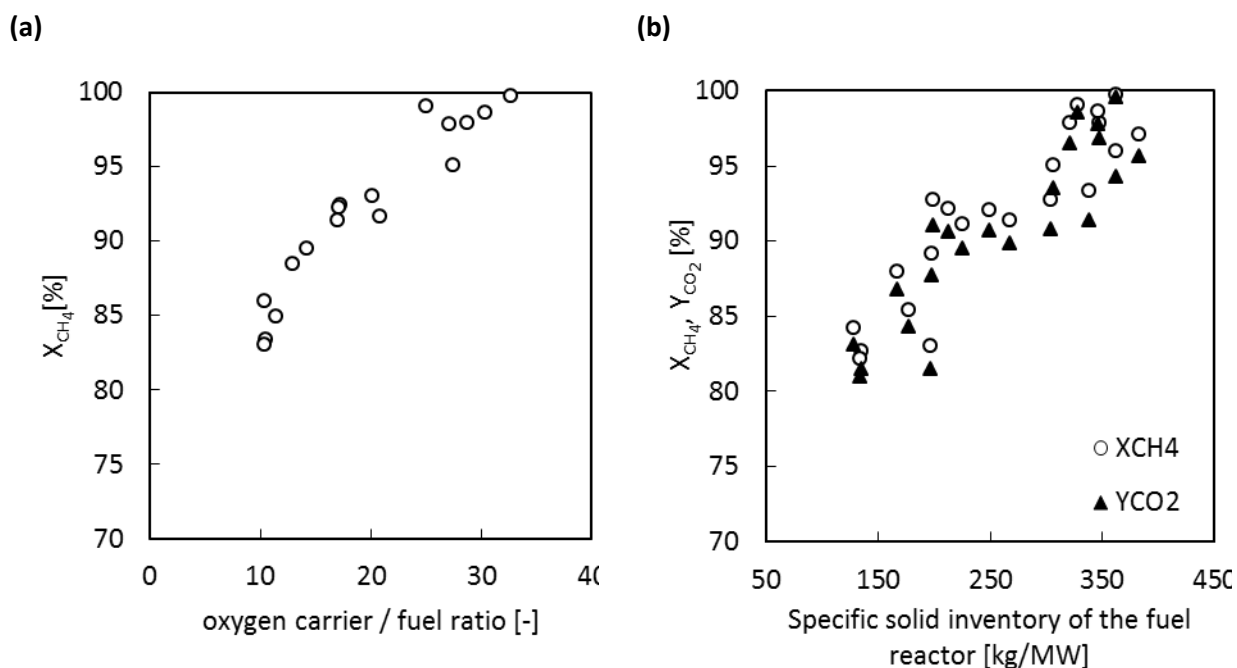 (a)
100
95
90
85
80
75
70
0 10 20 30 40
X_CH4 [%]
oxygen carrier / fuel ratio [-]
(b)
100
95
90
85
80
75
70
50 150 250 350 450
X_CH4, Y_CO2 [%]
XCH4
YCO2
Specific solid inventory of the fuel
reactor [kg/MW]